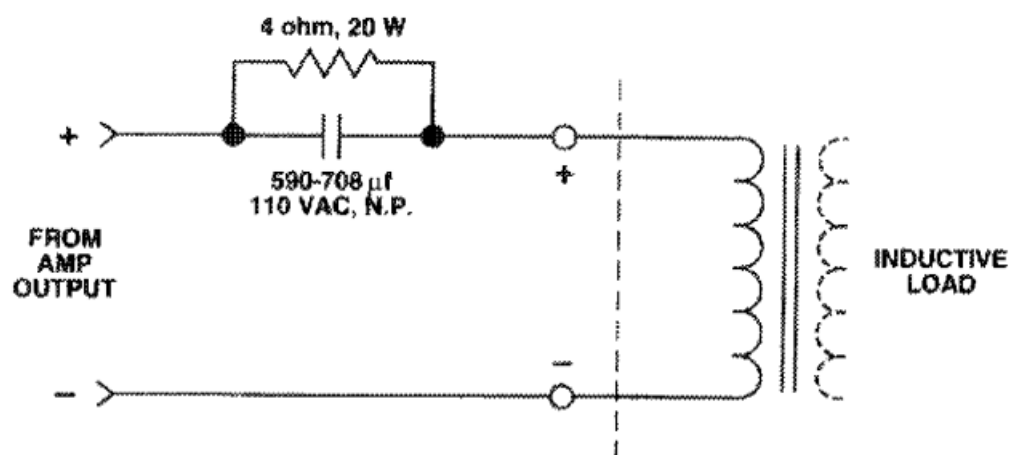 4 ohm, 20 W
+
590-708 µf
110 VAC, N.P.
+
FROM
AMP
OUTPUT
INDUCTIVE
LOAD
−
−